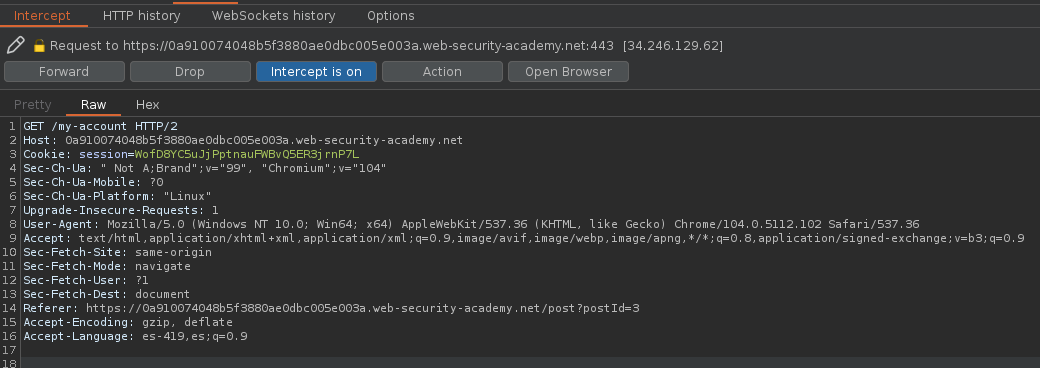 Intercept HTTP history WebSockets history Options
Request to https://0a910074048b5f3880ae0dbc005e003a.web-security-academy.net:443 [34.246.129.62]
Forward Drop Intercept is on Action Open Browser
Pretty Raw Hex
1 GET /my-account HTTP/2
2 Host: 0a910074048b5f3880ae0dbc005e003a.web-security-academy.net
3 Cookie: session=WofD8YC5uJjPptnauFWBvQ5ER3jrnP7L
4 Sec-Ch-Ua: " Not A;Brand";v="99", "Chromium";v="104"
5 Sec-Ch-Ua-Mobile: ?0
6 Sec-Ch-Ua-Platform: "Linux"
7 Upgrade-Insecure-Requests: 1
8 User-Agent: Mozilla/5.0 (Windows NT 10.0; Win64; x64) AppleWebKit/537.36 (KHTML, like Gecko) Chrome/104.0.5112.102 Safari/537.36
9 Accept: text/html,application/xhtml+xml,application/xml;q=0.9,image/avif,image/webp,image/apng,*/*;q=0.8,application/signed-exchange;v=b3;q=0.9
10 Sec-Fetch-Site: same-origin
11 Sec-Fetch-Mode: navigate
12 Sec-Fetch-User: ?1
13 Sec-Fetch-Dest: document
14 Referer: https://0a910074048b5f3880ae0dbc005e003a.web-security-academy.net/post?postId=3
15 Accept-Encoding: gzip, deflate
16 Accept-Language: es-419,es;q=0.9
17
18